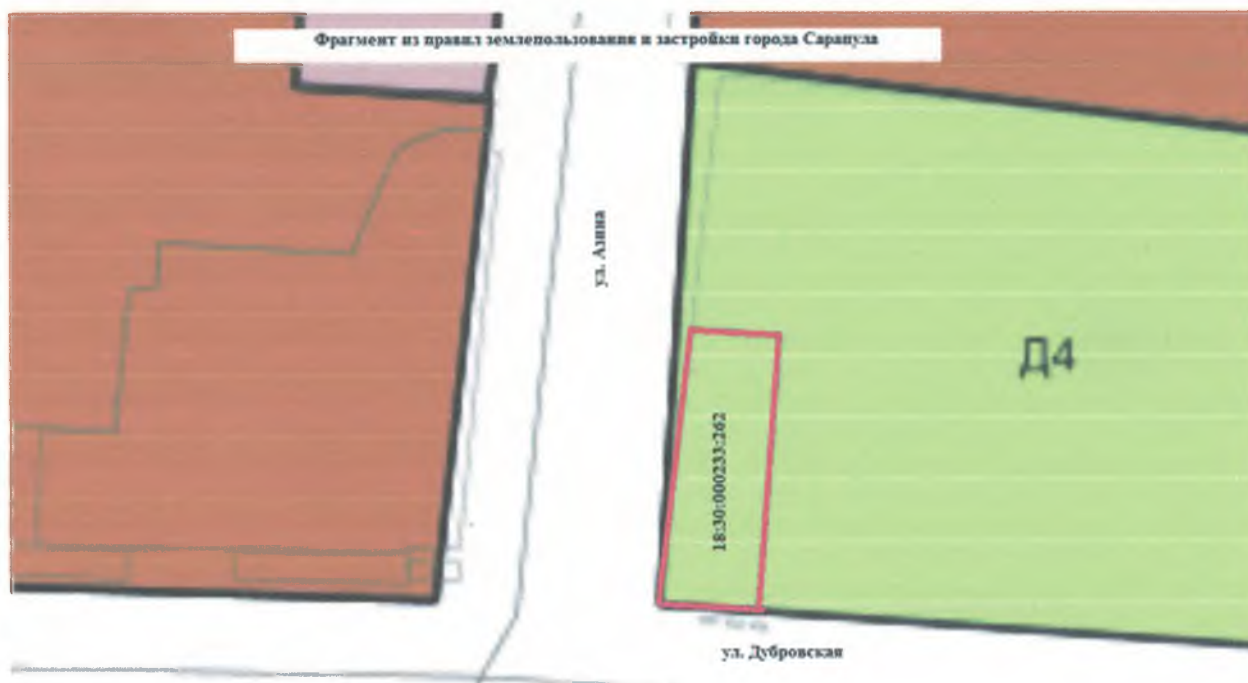 Фрагмент из правил землепользования и застройки города Сарапула
ул. Азина
Д4
18:30:000233:262
ул. Дубровская